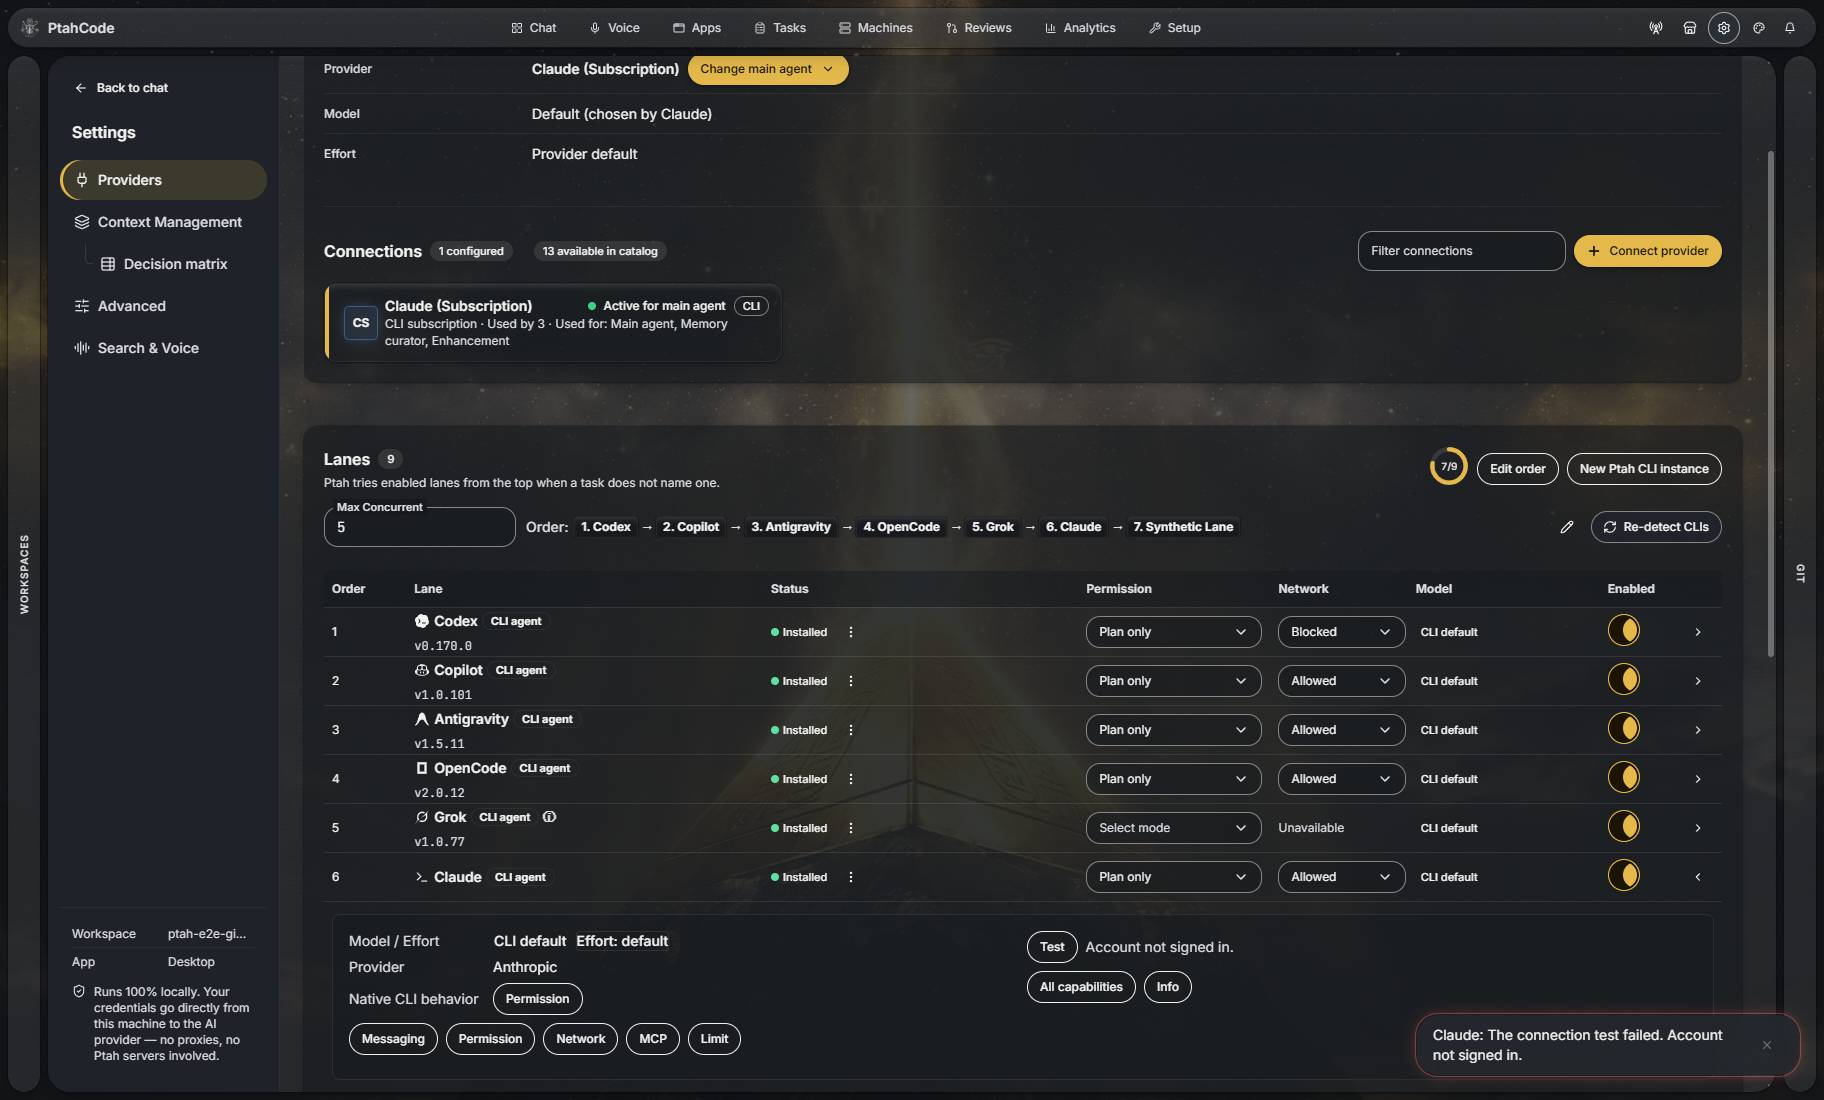 PtahCode
Chat
Voice
Apps
Tasks
Machines
Reviews
Analytics
Setup
WORKSPACES
Back to chat
Settings
Providers
Context Management
Decision matrix
Advanced
Search & Voice
Workspace ptah-e2e-gi...
App Desktop
Runs 100% locally. Your
credentials go directly from
this machine to the AI
provider — no proxies, no
Ptah servers involved.
Provider Claude (Subscription) Change main agent
Model Default (chosen by Claude)
Effort Provider default
Connections 1 configured 13 available in catalog Filter connections + Connect provider
CS
Claude (Subscription) Active for main agent CLI
CLI subscription · Used by 3 · Used for: Main agent, Memory
curator, Enhancement
Lanes 9
Ptah tries enabled lanes from the top when a task does not name one.
7/9 Edit order New Ptah CLI instance
Max Concurrent
5
Order: 1. Codex → 2. Copilot → 3. Antigravity → 4. OpenCode → 5. Grok → 6. Claude → 7. Synthetic Lane
Re-detect CLIs
Order Lane Status Permission Network Model Enabled
1 Codex CLI agent Installed Plan only Blocked CLI default
v0.170.0
2 Copilot CLI agent Installed Plan only Allowed CLI default
v1.0.101
3 Antigravity CLI agent Installed Plan only Allowed CLI default
v1.5.11
4 OpenCode CLI agent Installed Plan only Allowed CLI default
v2.0.12
5 Grok CLI agent Installed Select mode Unavailable CLI default
v1.0.77
6 Claude CLI agent Installed Plan only Allowed CLI default
Model / Effort CLI default Effort: default
Provider Anthropic
Native CLI behavior Permission
Messaging Permission Network MCP Limit
Test Account not signed in.
All capabilities Info
Claude: The connection test failed. Account
not signed in.
GIT